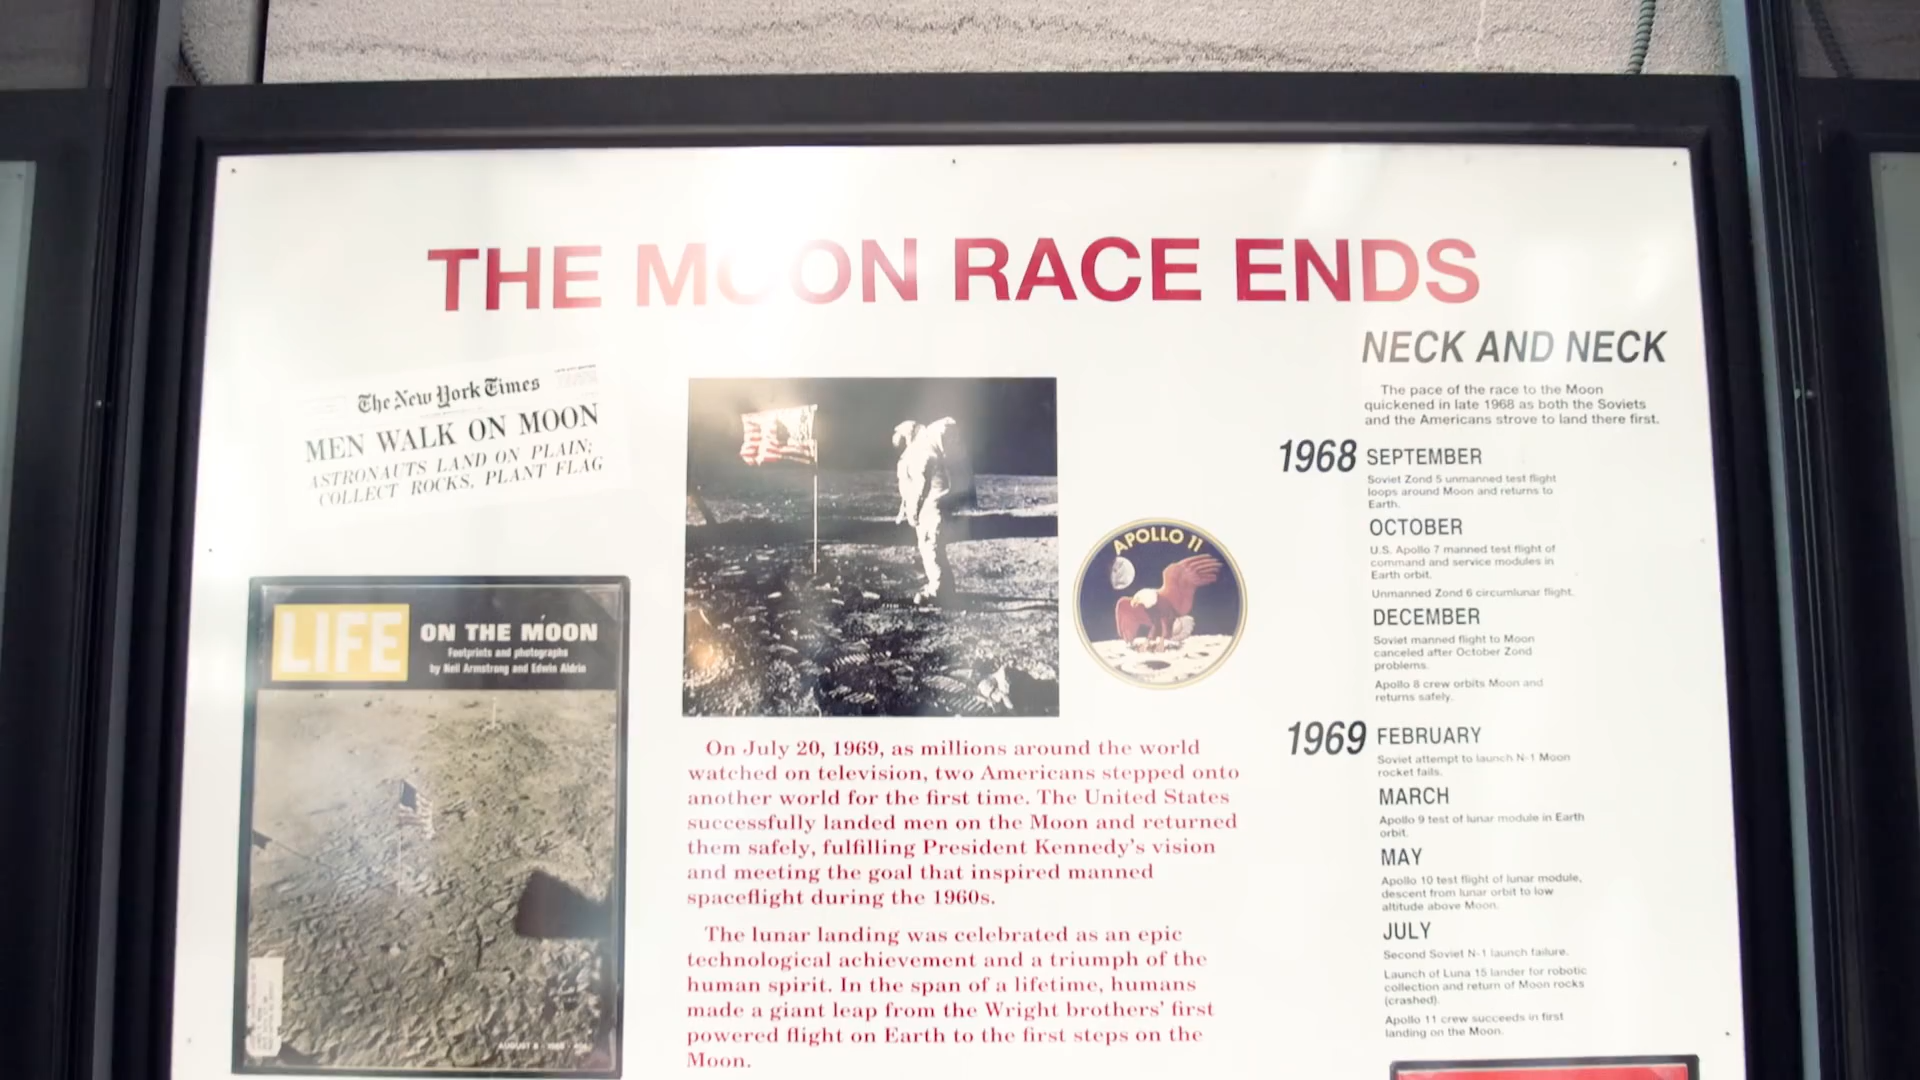 THE MOON RACE ENDS
The New York Times
MEN WALK ON MOON
ASTRONAUTS LAND ON PLAIN;
COLLECT ROCKS, PLANT FLAG
LIFE
ON THE MOON
Footprints and photographs
by Neil Armstrong and Edwin Aldrin
APOLLO 11
On July 20, 1969, as millions around the world
watched on television, two Americans stepped onto
another world for the first time. The United States
successfully landed men on the Moon and returned
them safely, fulfilling President Kennedy's vision
and meeting the goal that inspired manned
spaceflight during the 1960s.
The lunar landing was celebrated as an epic
technological achievement and a triumph of the
human spirit. In the span of a lifetime, humans
made a giant leap from the Wright brothers' first
powered flight on Earth to the first steps on the
Moon.
NECK AND NECK
The pace of the race to the Moon
quickened in late 1968 as both the Soviets
and the Americans strove to land there first.
1968 SEPTEMBER
Soviet Zond 5 unmanned test flight
loops around Moon and returns to
Earth.
OCTOBER
U.S. Apollo 7 manned test flight of
command and service modules in
Earth orbit.
Unmanned Zond 6 circumlunar flight.
DECEMBER
Soviet manned flight to Moon
canceled after October Zond
problems.
Apollo 8 crew orbits Moon and
returns safely.
1969 FEBRUARY
Soviet attempt to launch N-1 Moon
rocket fails.
MARCH
Apollo 9 test of lunar module in Earth
orbit.
MAY
Apollo 10 test flight of lunar module,
descent from lunar orbit to low
altitude above Moon.
JULY
Second Soviet N-1 launch failure.
Launch of Luna 15 lander for robotic
collection and return of Moon rocks
(crashed).
Apollo 11 crew succeeds in first
landing on the Moon.